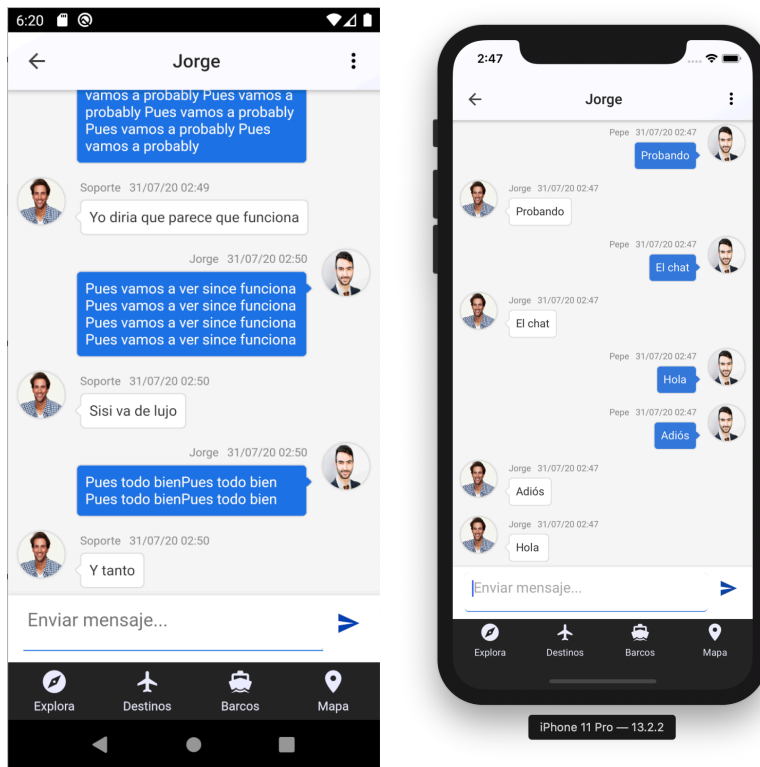 6:20
Jorge
vamos a probably Pues vamos a
probably Pues vamos a probably
Pues vamos a probably Pues
vamos a probably
Soporte 31/07/20 02:49
Yo diria que parece que funciona
Jorge 31/07/20 02:50
Pues vamos a ver since funciona
Pues vamos a ver since funciona
Pues vamos a ver since funciona
Pues vamos a ver since funciona
Soporte 31/07/20 02:50
Sisi va de lujo
Jorge 31/07/20 02:50
Pues todo bienPues todo bien
Pues todo bienPues todo bien
Soporte 31/07/20 02:50
Y tanto
Enviar mensaje...
Explora Destinos Barcos Mapa
2:47
Jorge
Pepe 31/07/20 02:47
Probando
Jorge 31/07/20 02:47
Probando
Pepe 31/07/20 02:47
El chat
Jorge 31/07/20 02:47
El chat
Pepe 31/07/20 02:47
Hola
Pepe 31/07/20 02:47
Adiós
Jorge 31/07/20 02:47
Adiós
Jorge 31/07/20 02:47
Hola
Enviar mensaje...
Explora Destinos Barcos Mapa
iPhone 11 Pro — 13.2.2